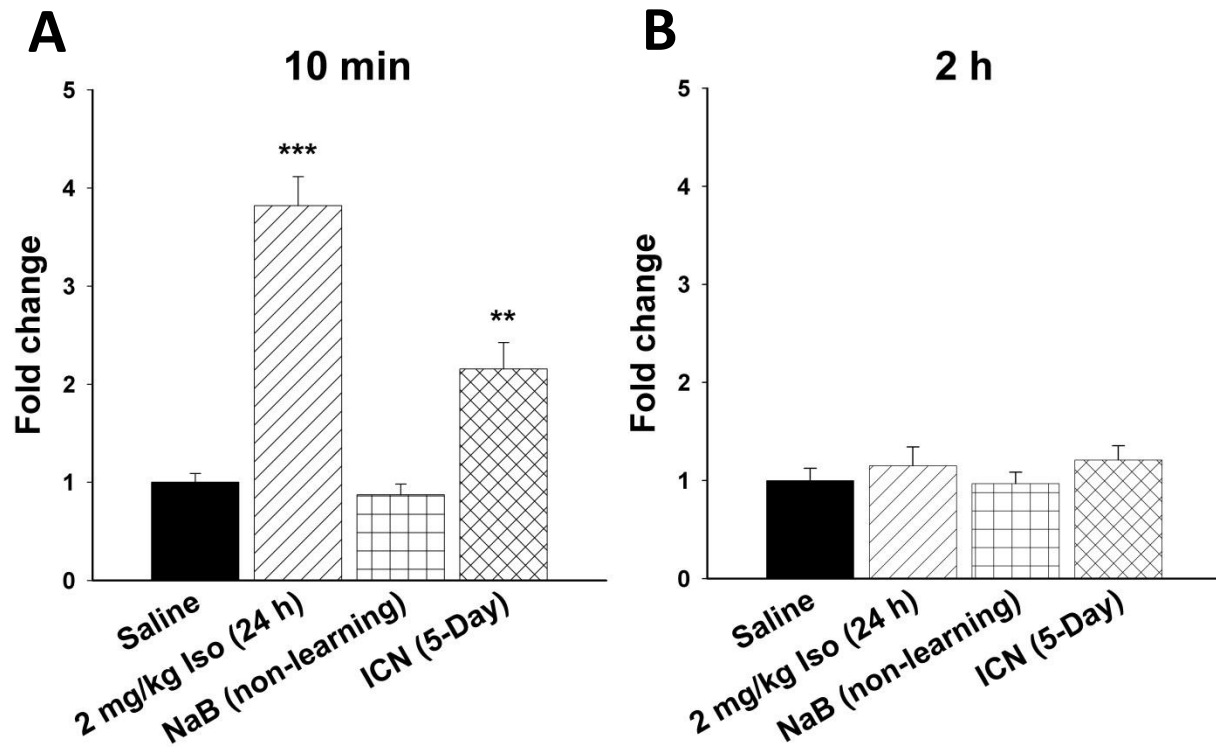 A
10 min
Fold change
5
4
3
2
1
0
***
**
Saline
2 mg/kg Iso (24 h)
NaB (non-learning)
ICN (5-Day)
B
2 h
Fold change
5
4
3
2
1
0
Saline
2 mg/kg Iso (24 h)
NaB (non-learning)
ICN (5-Day)